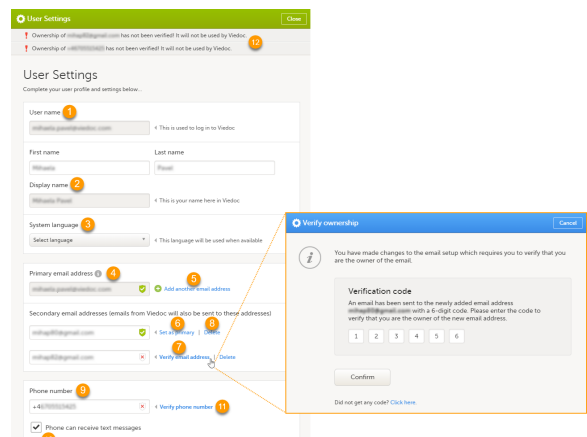 User Settings
Close
Ownership of has not been verified! It will not be used by Viedoc.
Ownership of has not been verified! It will not be used by Viedoc.
12
User Settings
Complete your user profile and settings below...
User name 1
This is used to log in to Viedoc
First name
Last name
Display name 2
This is your name here in Viedoc
System language 3
Select language
This language will be used when available
Primary email address 4
5
Add another email address
Secondary email addresses (emails from Viedoc will also be sent to these addresses)
6 8
Set as primary | Delete
7
Verify email address | Delete
Phone number 9
Verify phone number 11
Phone can receive text messages
Verify ownership
Cancel
You have made changes to the email setup which requires you to verify that you
are the owner of the email.
Verification code
An email has been sent to the newly added email address
with a 6-digit code. Please enter the code to
verify that you are the owner of the new email address.
1 2 3 4 5 6
Confirm
Did not get any code? Click here.